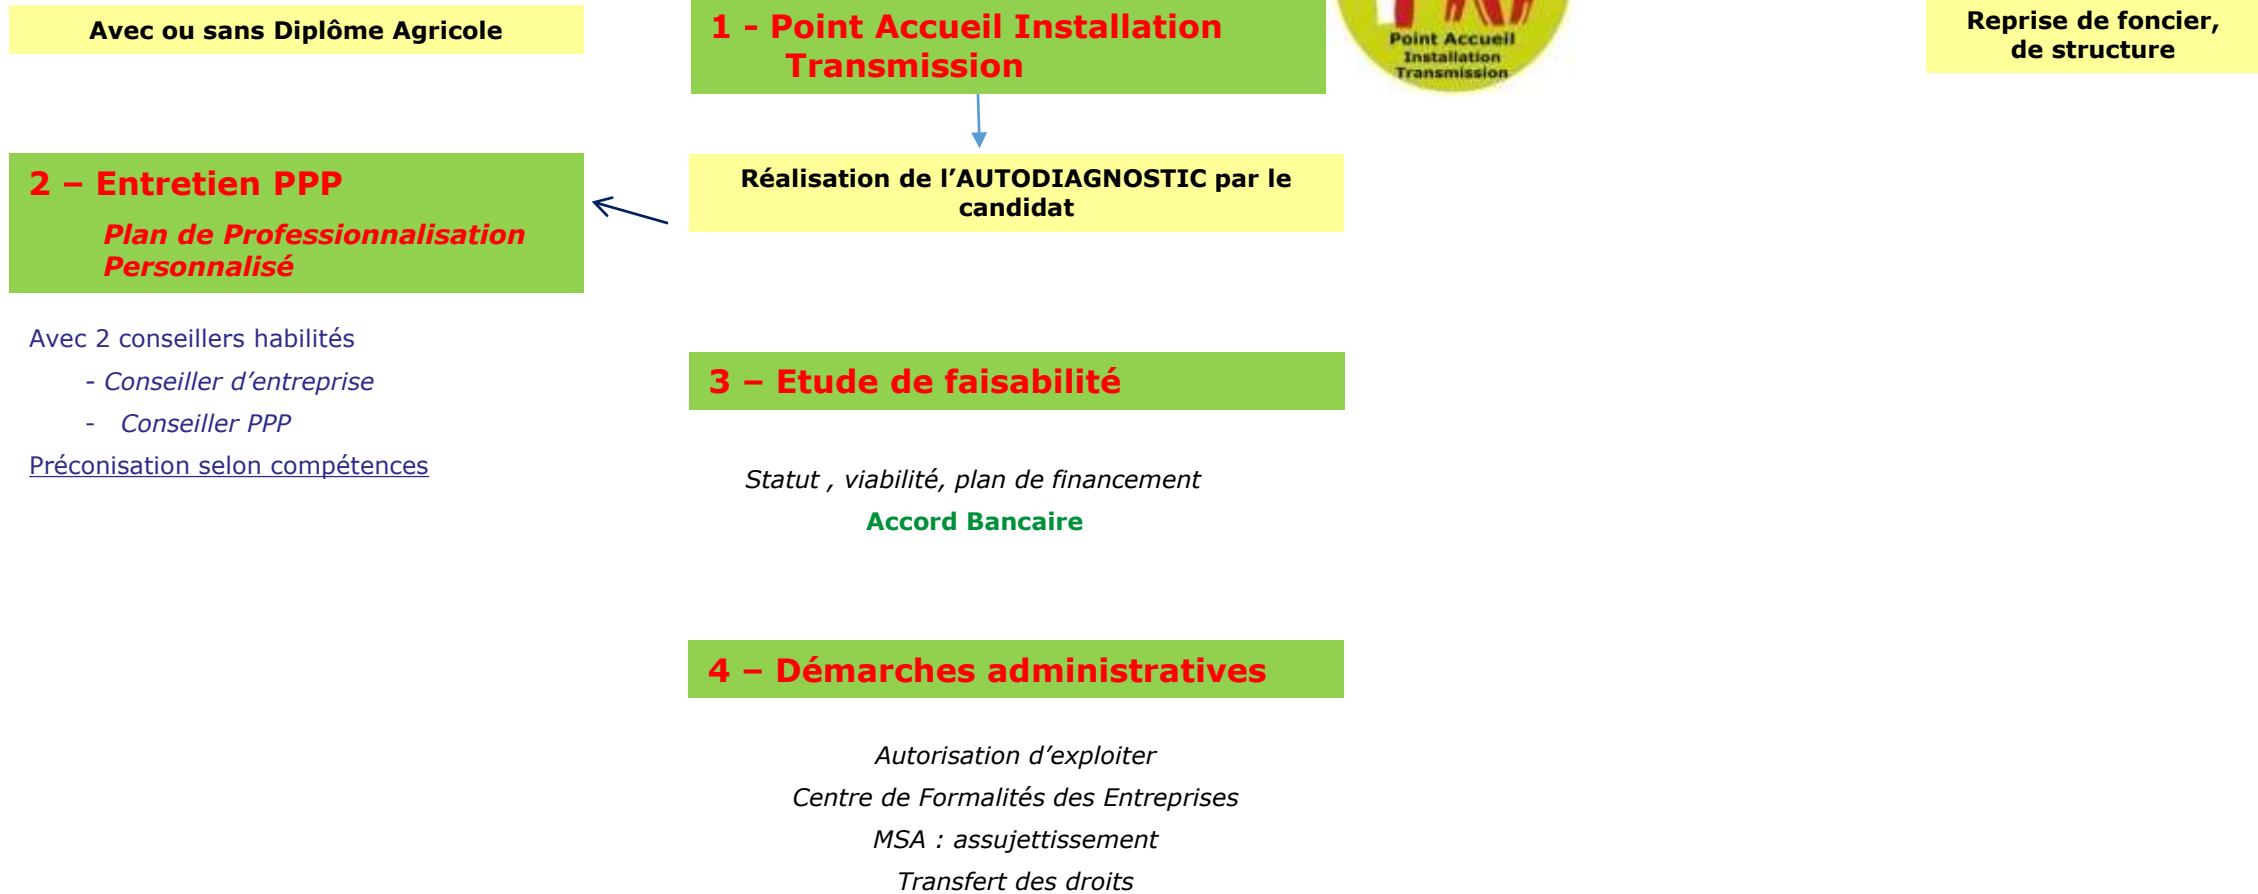 Avec ou sans Diplôme Agricole
1 - Point Accueil Installation
Transmission
Point Accueil
Installation
Transmission
Reprise de foncier,
de structure
2 – Entretien PPP
Plan de Professionnalisation
Personnalisé
Réalisation de l’AUTODIAGNOSTIC par le
candidat
Avec 2 conseillers habilités
- Conseiller d’entreprise
- Conseiller PPP
Préconisation selon compétences
3 – Etude de faisabilité
Statut , viabilité, plan de financement
Accord Bancaire
4 – Démarches administratives
Autorisation d’exploiter
Centre de Formalités des Entreprises
MSA : assujettissement
Transfert des droits